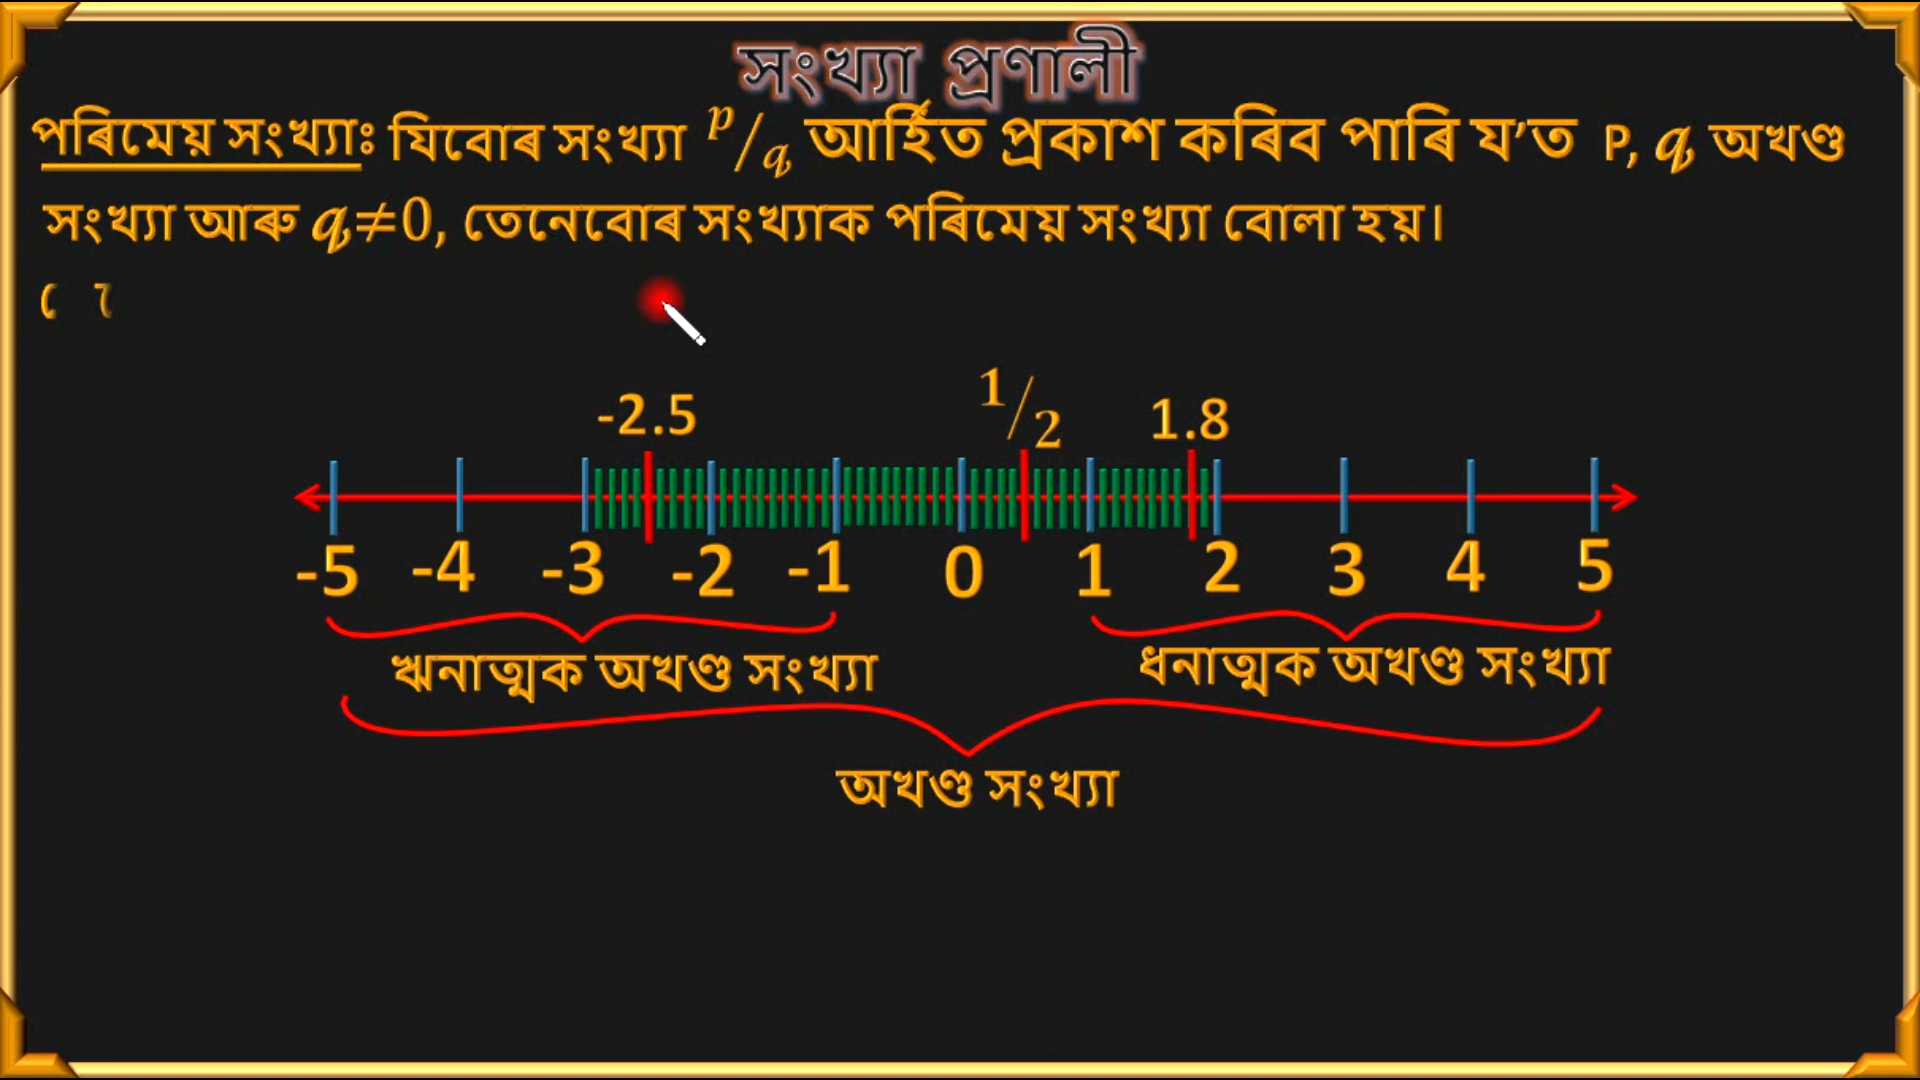 সংখ্যা প্ৰণালী
পৰিমেয় সংখ্যাঃ যিবোৰ সংখ্যা p/q আৰ্হিত প্ৰকাশ কৰিব পাৰি য’ত P, q অখণ্ড
সংখ্যা আৰু q≠0, তেনেবোৰ সংখ্যাক পৰিমেয় সংখ্যা বোলা হয়।
-2.5 1/2 1.8
-5 -4 -3 -2 -1 0 1 2 3 4 5
ঋনাত্মক অখণ্ড সংখ্যা ধনাত্মক অখণ্ড সংখ্যা
অখণ্ড সংখ্যা